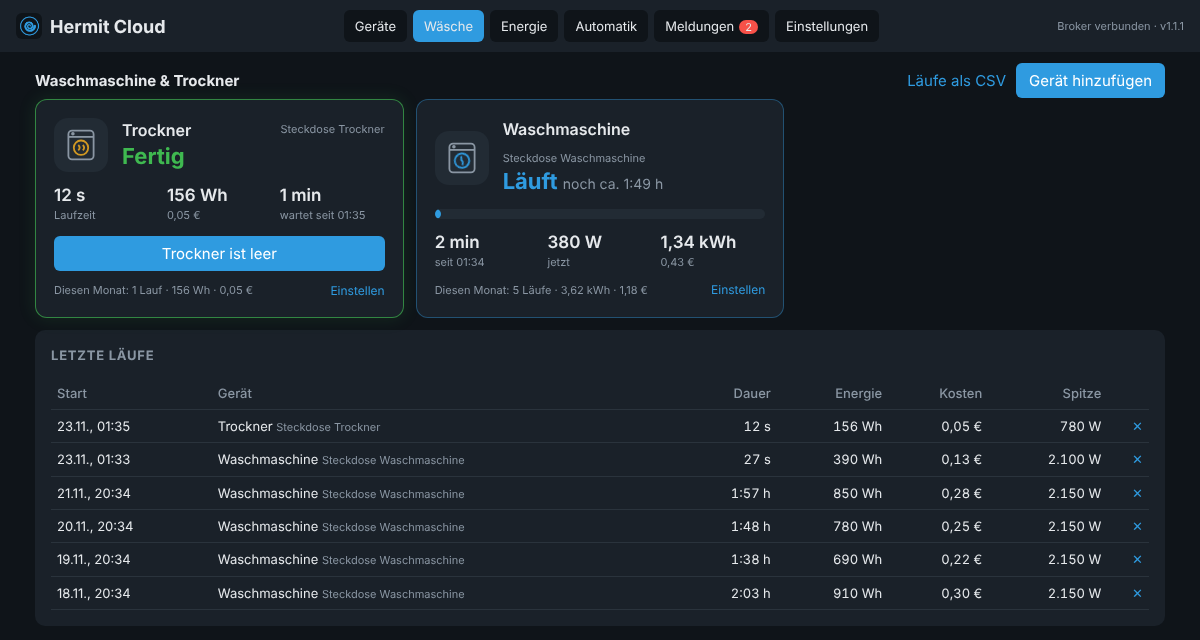 Hermit Cloud
Geräte Wäsche Energie Automatik Meldungen 2 Einstellungen
Broker verbunden · v1.1.1
Waschmaschine & Trockner
Läufe als CSV Gerät hinzufügen
Trockner Steckdose Trockner
Fertig
12 s 156 Wh 1 min
Laufzeit 0,05 € wartet seit 01:35
Trockner ist leer
Diesen Monat: 1 Lauf · 156 Wh · 0,05 € Einstellen
Waschmaschine
Steckdose Waschmaschine
Läuft noch ca. 1:49 h
2 min 380 W 1,34 kWh
seit 01:34 jetzt 0,43 €
Diesen Monat: 5 Läufe · 3,62 kWh · 1,18 € Einstellen
LETZTE LÄUFE
Start Gerät Dauer Energie Kosten Spitze
23.11., 01:35 Trockner Steckdose Trockner 12 s 156 Wh 0,05 € 780 W ×
23.11., 01:33 Waschmaschine Steckdose Waschmaschine 27 s 390 Wh 0,13 € 2.100 W ×
21.11., 20:34 Waschmaschine Steckdose Waschmaschine 1:57 h 850 Wh 0,28 € 2.150 W ×
20.11., 20:34 Waschmaschine Steckdose Waschmaschine 1:48 h 780 Wh 0,25 € 2.150 W ×
19.11., 20:34 Waschmaschine Steckdose Waschmaschine 1:38 h 690 Wh 0,22 € 2.150 W ×
18.11., 20:34 Waschmaschine Steckdose Waschmaschine 2:03 h 910 Wh 0,30 € 2.150 W ×